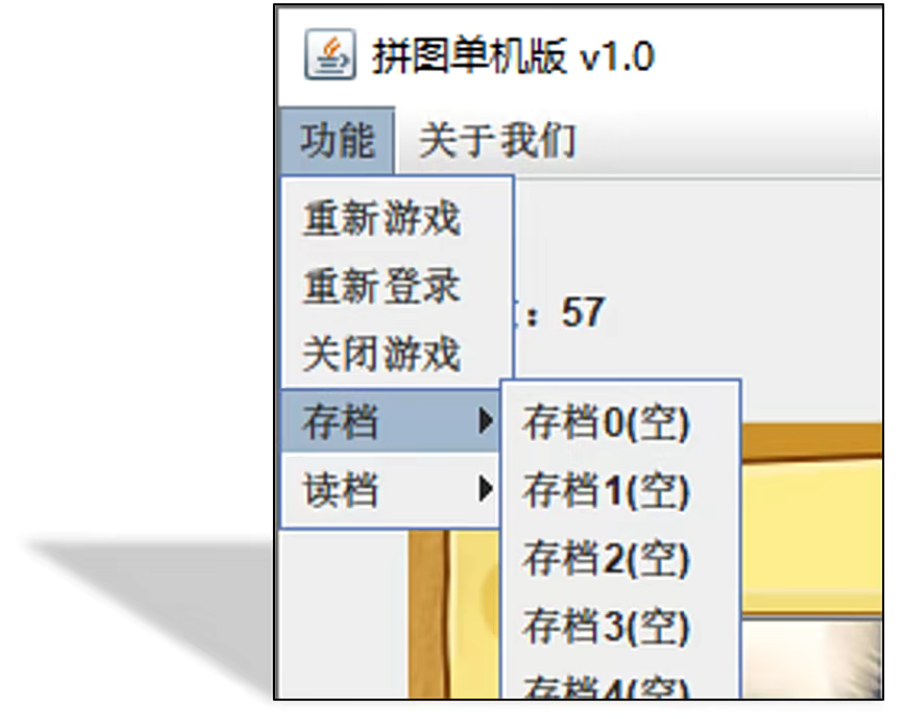 拼图单机版 v1.0
功能 关于我们
重新游戏
重新登录
：57
关闭游戏
存档
存档0(空)
读档
存档1(空)
存档2(空)
存档3(空)
存档4(空)